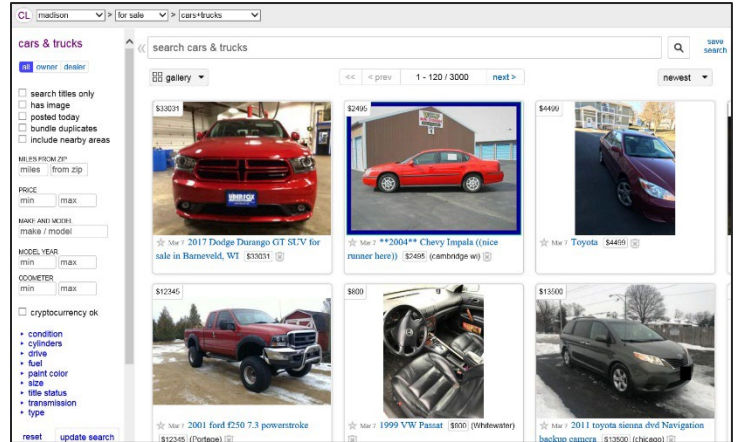 CL madison > for sale > cars+trucks
cars & trucks
all owner dealer
search titles only
has image
posted today
bundle duplicates
include nearby areas
MILES FROM ZIP
miles from zip
PRICE
min max
MAKE AND MODEL
make / model
MODEL YEAR
min max
ODOMETER
min max
cryptocurrency ok
condition
cylinders
drive
fuel
paint color
size
title status
transmission
type
reset update search
search cars & trucks
save
search
gallery
<< < prev 1 - 120 / 3000 next >
newest
$33031
Mar 7 2017 Dodge Durango GT SUV for
sale in Barneveld, WI $33031
$2495
Mar 7 **2004** Chevy Impala ((nice
runner here)) $2495 (cambridge wi)
$4499
Mar 7 Toyota $4499
$12345
Mar 7 2001 ford f250 7.3 powerstroke
$12345 (Portage)
$800
Mar 7 1999 VW Passat $800 (Whitewater)
$13500
Mar 7 2011 toyota sienna dvd Navigation
backup camera $13500 (chicago)